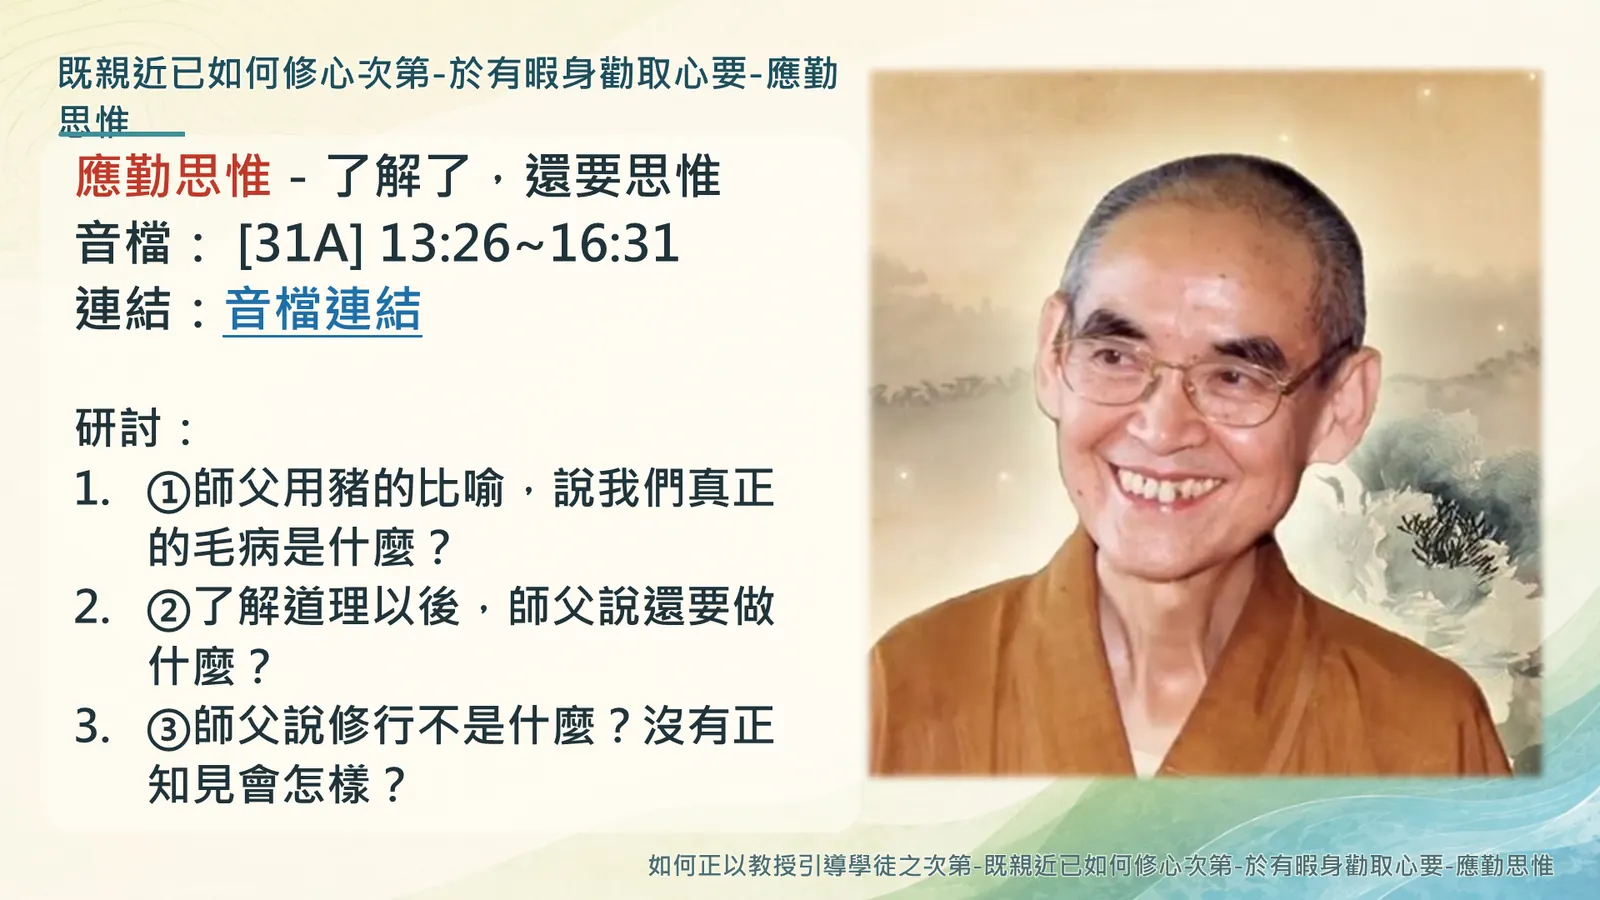 既親近已如何修心次第-於有暇身勸取心要-應勤
思惟
應勤思惟 - 了解了，還要思惟
音檔： [31A] 13:26~16:31
連結：音檔連結
研討：
1. ①師父用豬的比喻，說我們真正
的毛病是什麼？
2. ②了解道理以後，師父說還要做
什麼？
3. ③師父說修行不是什麼？沒有正
知見會怎樣？
如何正以教授引導學徒之次第-既親近已如何修心次第-於有暇身勸取心要-應勤思惟